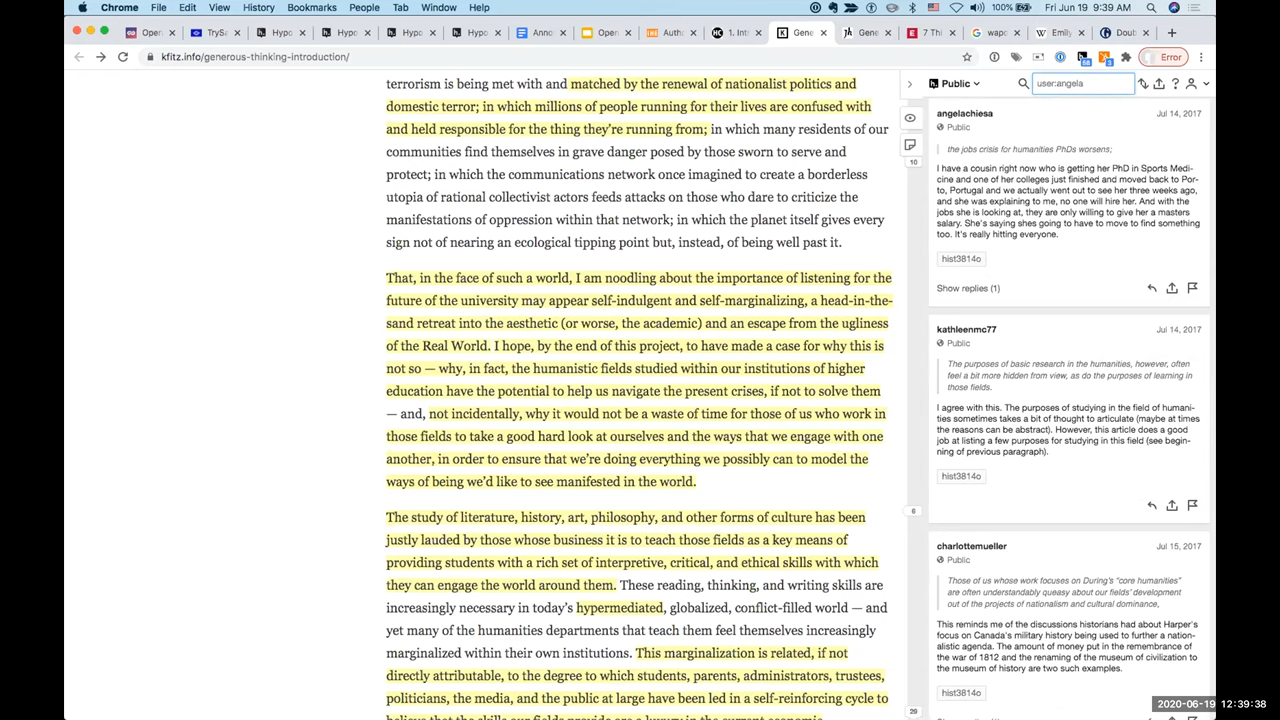 Chrome File Edit View History Bookmarks People Tab Window Help 100% Fri Jun 19 9:39 AM
Open TrySa Hypo Hypo Hypo Hypo Anno Open Autho 1. Intr Gene Gene 7 Thi wapo Emily Doub
kfitz.info/generous-thinking-introduction/ Error
terrorism is being met with and matched by the renewal of nationalist politics and
domestic terror; in which millions of people running for their lives are confused with
and held responsible for the thing they're running from; in which many residents of our
communities find themselves in grave danger posed by those sworn to serve and
protect; in which the communications network once imagined to create a borderless
utopia of rational collectivist actors feeds attacks on those who dare to criticize the
manifestations of oppression within that network; in which the planet itself gives every
sign not of nearing an ecological tipping point but, instead, of being well past it.
That, in the face of such a world, I am noodling about the importance of listening for the
future of the university may appear self-indulgent and self-marginalizing, a head-in-the-
sand retreat into the aesthetic (or worse, the academic) and an escape from the ugliness
of the Real World. I hope, by the end of this project, to have made a case for why this is
not so — why, in fact, the humanistic fields studied within our institutions of higher
education have the potential to help us navigate the present crises, if not to solve them
— and, not incidentally, why it would not be a waste of time for those of us who work in
those fields to take a good hard look at ourselves and the ways that we engage with one
another, in order to ensure that we're doing everything we possibly can to model the
ways of being we'd like to see manifested in the world.
The study of literature, history, art, philosophy, and other forms of culture has been
justly lauded by those whose business it is to teach those fields as a key means of
providing students with a rich set of interpretive, critical, and ethical skills with which
they can engage the world around them. These reading, thinking, and writing skills are
increasingly necessary in today's hypermediated, globalized, conflict-filled world — and
yet many of the humanities departments that teach them feel themselves increasingly
marginalized within their own institutions. This marginalization is related, if not
directly attributable, to the degree to which students, parents, administrators, trustees,
politicians, the media, and the public at large have been led in a self-reinforcing cycle to
believe that the skills our fields provide are a luxury in the current economic
Public user:angela
10
6
29
angelachiesa Jul 14, 2017
Public
the jobs crisis for humanities PhDs worsens;
I have a cousin right now who is getting her PhD in Sports Medi-
cine and one of her colleges just finished and moved back to Por-
to, Portugal and we actually went out to see her three weeks ago,
and she was explaining to me, no one will hire her. And with the
jobs she is looking at, they are only willing to give her a masters
salary. She's saying shes going to have to move to find something
too. It's really hitting everyone.
hist3814o
Show replies (1)
kathleenmc77 Jul 14, 2017
Public
The purposes of basic research in the humanities, however, often
feel a bit more hidden from view, as do the purposes of learning in
those fields.
I agree with this. The purposes of studying in the field of humani-
ties sometimes takes a bit of thought to articulate (maybe at times
the reasons can be abstract). However, this article does a good
job at listing a few purposes for studying in this field (see begin-
ning of previous paragraph).
hist3814o
charlottemueller Jul 15, 2017
Public
Those of us whose work focuses on During's "core humanities"
are often understandably queasy about our fields' development
out of the projects of nationalism and cultural dominance,
This reminds me of the discussions historians had about Harper's
focus on Canada's military history being used to further a nation-
alistic agenda. The amount of money put in the remembrance of
the war of 1812 and the renaming of the museum of civilization to
the museum of history are two such examples.
hist3814o
2020-06-19 12:39:38